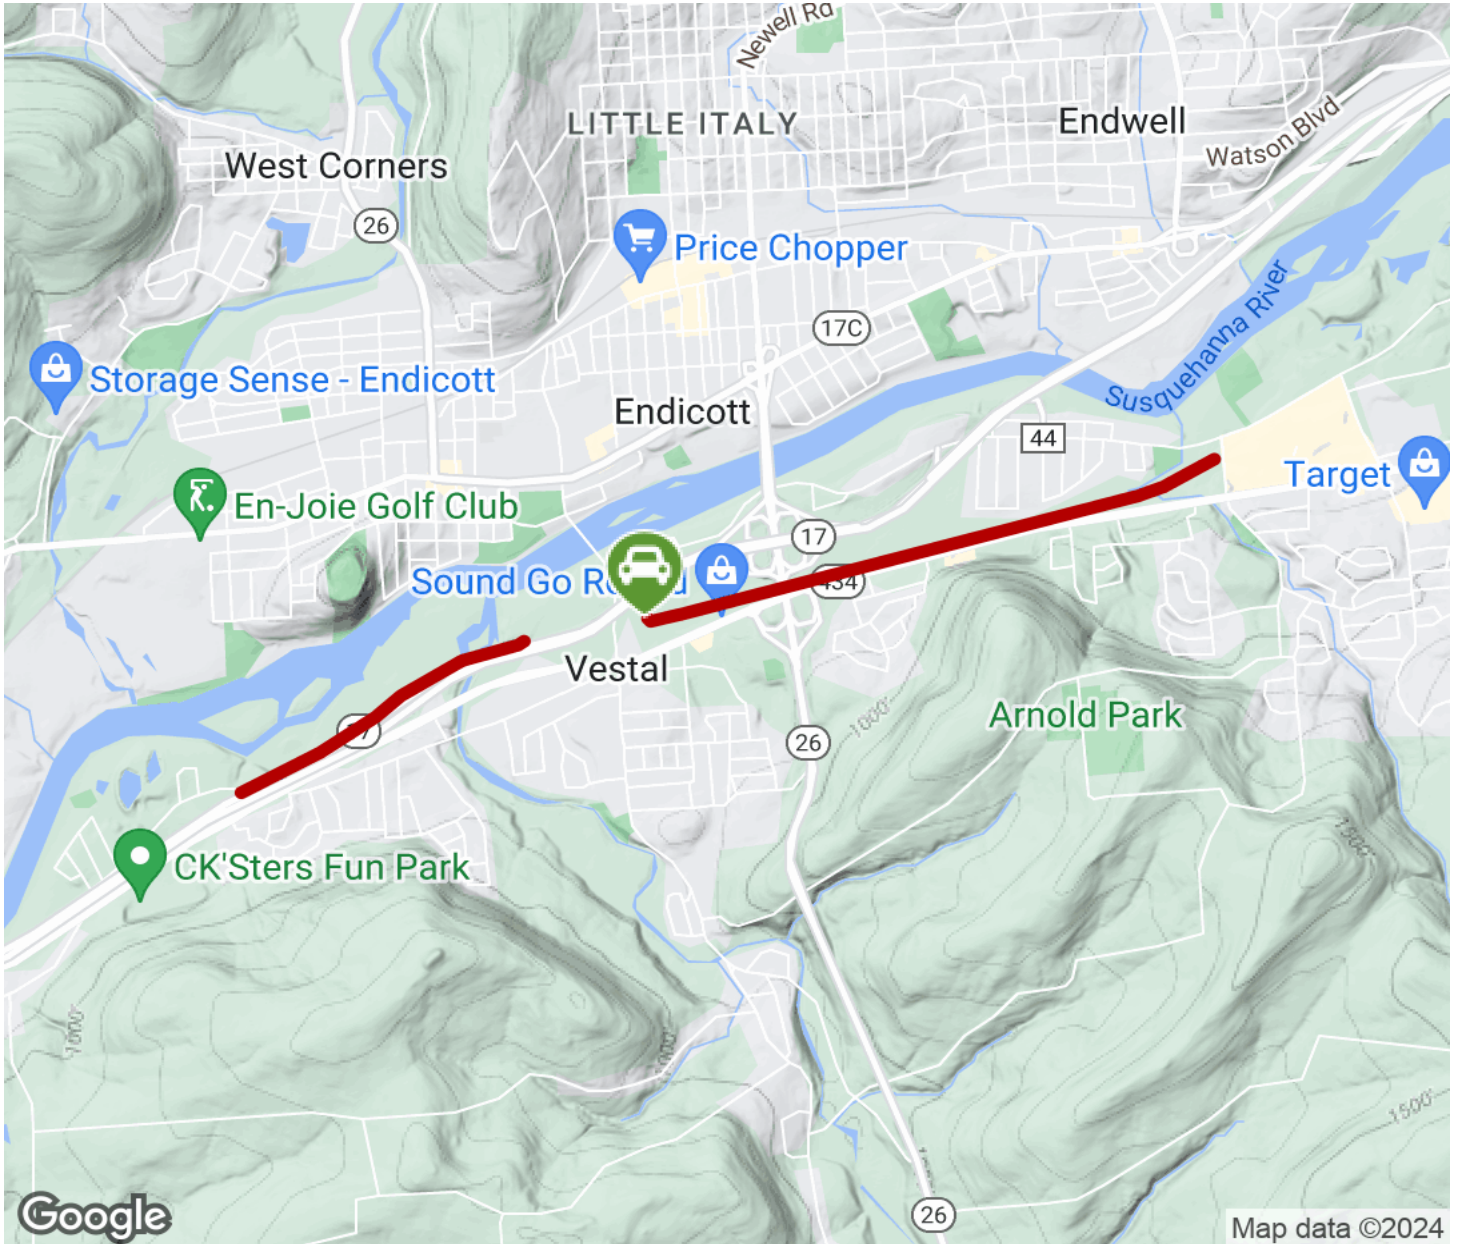 Newell Rd
LITTLE ITALY
Endwell
Watson Blvd
West Corners
26
Price Chopper
17C
Susquehanna River
Storage Sense - Endicott
Endicott
44
Target
En-Joie Golf Club
17
Sound Go R
434
Vestal
Arnold Park
1000'
26
CK'Sters Fun Park
1500'
1000'
1500'
26
Google
Map data ©2024